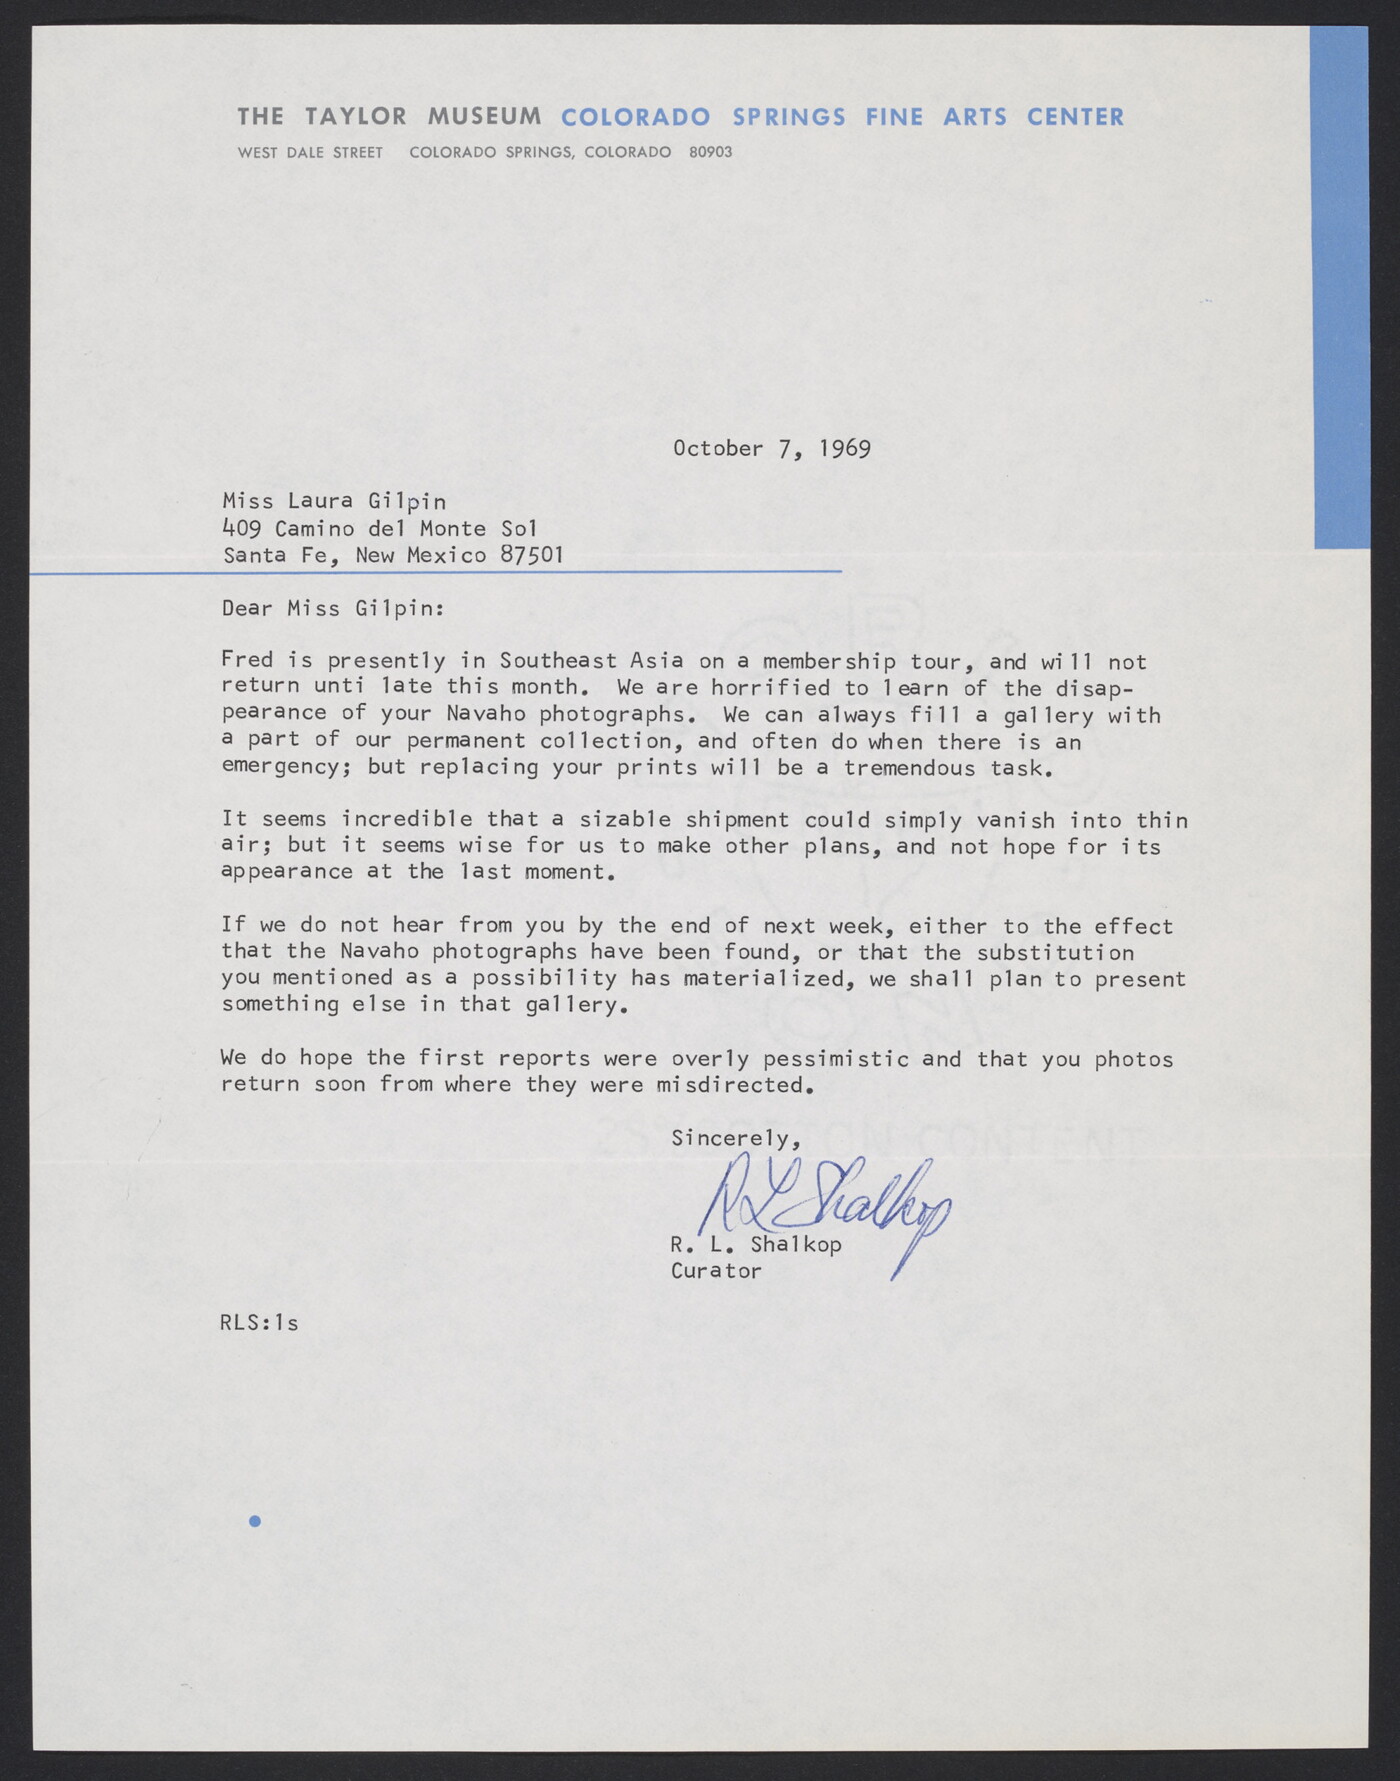 THE TAYLOR MUSEUM COLORADO SPRINGS FINE ARTS CENTER
WEST DALE STREET COLORADO SPRINGS, COLORADO 80903
October 7, 1969
Miss Laura Gilpin
409 Camino del Monte Sol
Santa Fe, New Mexico 87501
Dear Miss Gilpin:
Fred is presently in Southeast Asia on a membership tour, and will not
return unti late this month. We are horrified to learn of the disap-
pearance of your Navaho photographs. We can always fill a gallery with
a part of our permanent collection, and often do when there is an
emergency; but replacing your prints will be a tremendous task.
It seems incredible that a sizable shipment could simply vanish into thin
air; but it seems wise for us to make other plans, and not hope for its
appearance at the last moment.
If we do not hear from you by the end of next week, either to the effect
that the Navaho photographs have been found, or that the substitution
you mentioned as a possibility has materialized, we shall plan to present
something else in that gallery.
We do hope the first reports were overly pessimistic and that you photos
return soon from where they were misdirected.
Sincerely,
R L Shalkop
R. L. Shalkop
Curator
RLS:ls